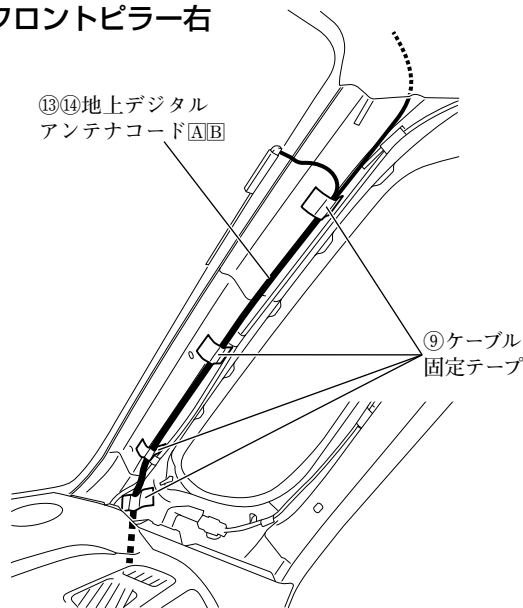 フロントピラー右
⑬⑭地上デジタル
アンテナコード🄰🄱
⑨ケーブル
固定テープ